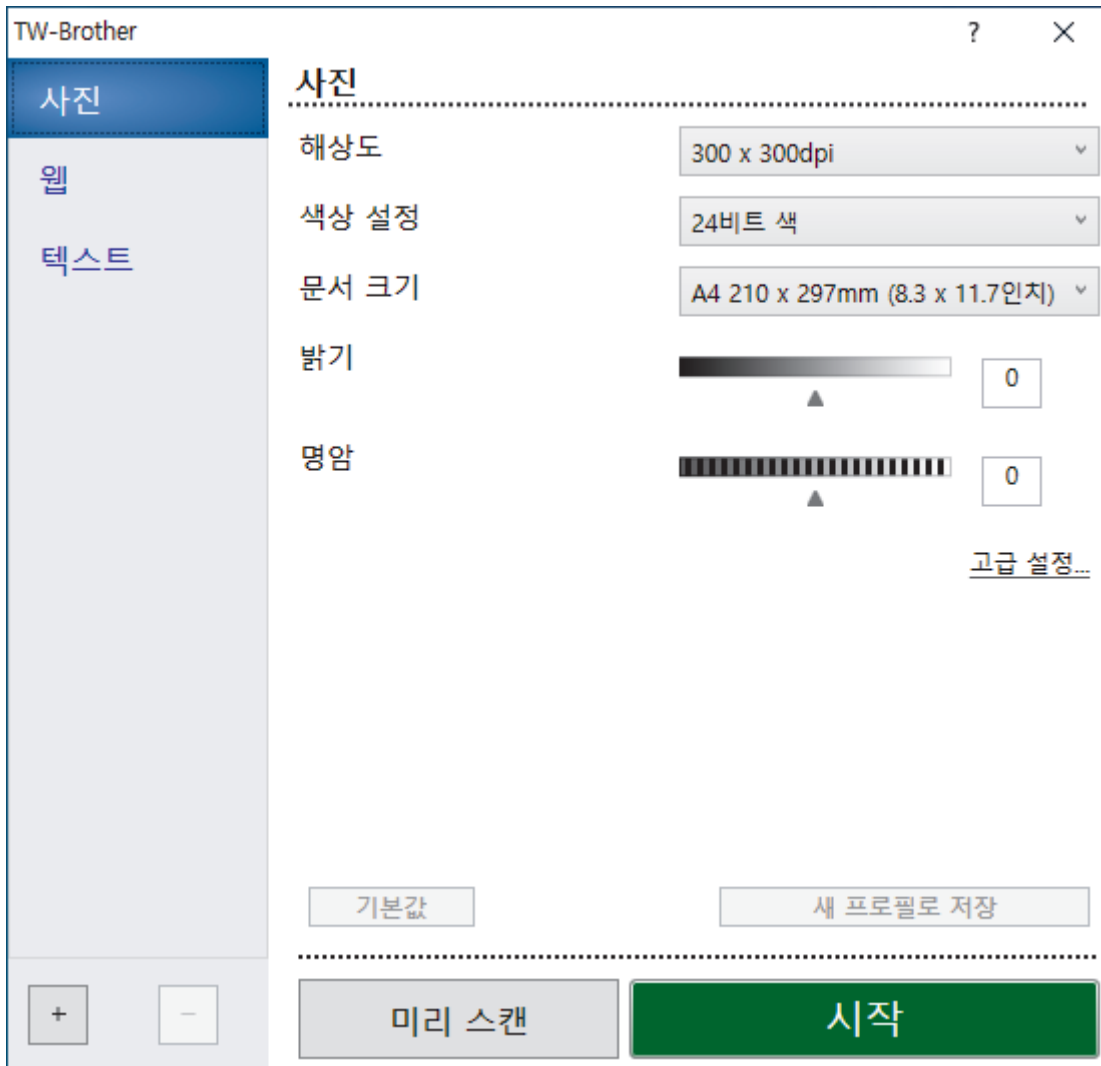 TW-Brother
?
사진
웹
텍스트
+
−
사진
해상도
300 x 300dpi
색상 설정
24비트 색
문서 크기
A4 210 x 297mm (8.3 x 11.7인치)
밝기
0
명암
0
고급 설정...
기본값
새 프로필로 저장
미리 스캔
시작